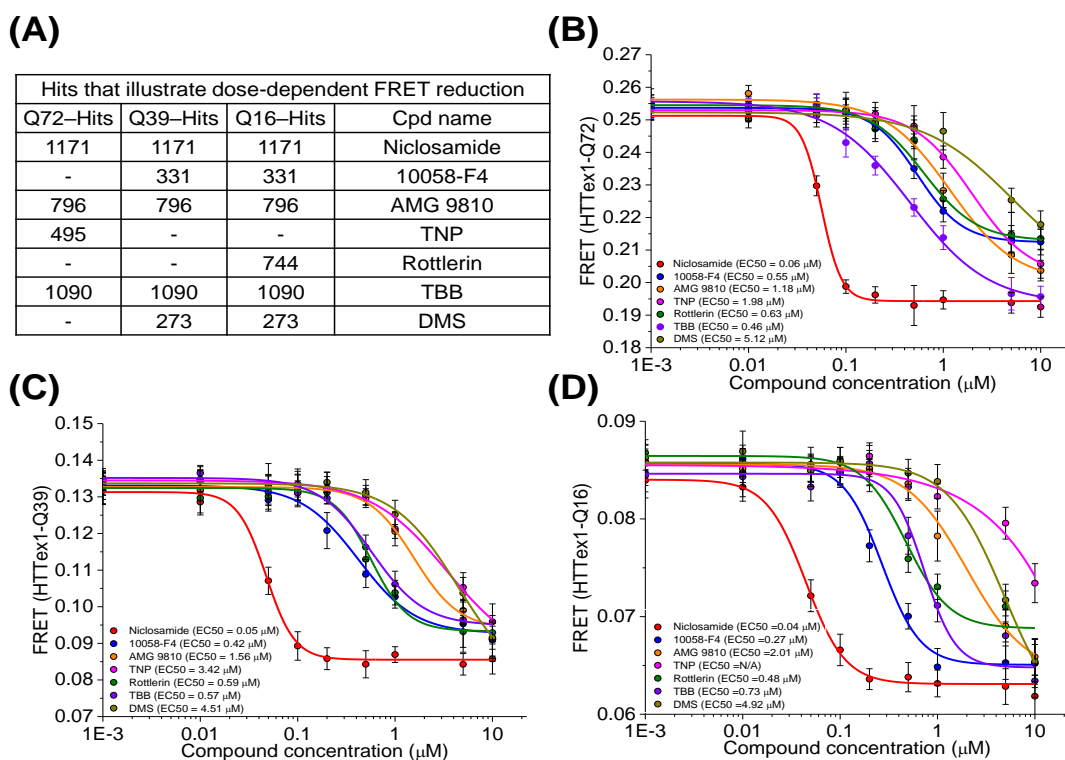 (A)
Hits that illustrate dose-dependent FRET reduction
Q72–Hits Q39–Hits Q16–Hits Cpd name
1171 1171 1171 Niclosamide
- 331 331 10058-F4
796 796 796 AMG 9810
495 - - TNP
744 Rottlerin
1090 1090 1090 TBB
- 273 273 DMS
(B)
FRET (HTTex1-Q72)
0.27
0.26
0.25
0.24
0.23
0.22
0.21
0.20
0.19
0.18
Niclosamide (EC50 = 0.06 μM)
10058-F4 (EC50 = 0.55 μM)
AMG 9810 (EC50 = 1.18 μM)
TNP (EC50 = 1.98 μM)
Rottlerin (EC50 = 0.63 μM)
TBB (EC50 = 0.46 μM)
DMS (EC50 = 5.12 μM)
1E-3 0.01 0.1 1 10
Compound concentration (μM)
(C)
FRET (HTTex1-Q39)
0.15
0.14
0.13
0.12
0.11
0.10
0.09
0.08
0.07
Niclosamide (EC50 = 0.05 μM)
10058-F4 (EC50 = 0.42 μM)
AMG 9810 (EC50 = 1.56 μM)
TNP (EC50 = 3.42 μM)
Rottlerin (EC50 = 0.59 μM)
TBB (EC50 = 0.57 μM)
DMS (EC50 = 4.51 μM)
1E-3 0.01 0.1 1 10
Compound concentration (μM)
(D)
FRET (HTTex1-Q16)
0.09
0.08
0.07
0.06
Niclosamide (EC50 =0.04 μM)
10058-F4 (EC50 =0.27 μM)
AMG 9810 (EC50 =2.01 μM)
TNP (EC50 =N/A)
Rottlerin (EC50 =0.48 μM)
TBB (EC50 =0.73 μM)
DMS (EC50 =4.92 μM)
1E-3 0.01 0.1 1 10
Compound concentration (μM)